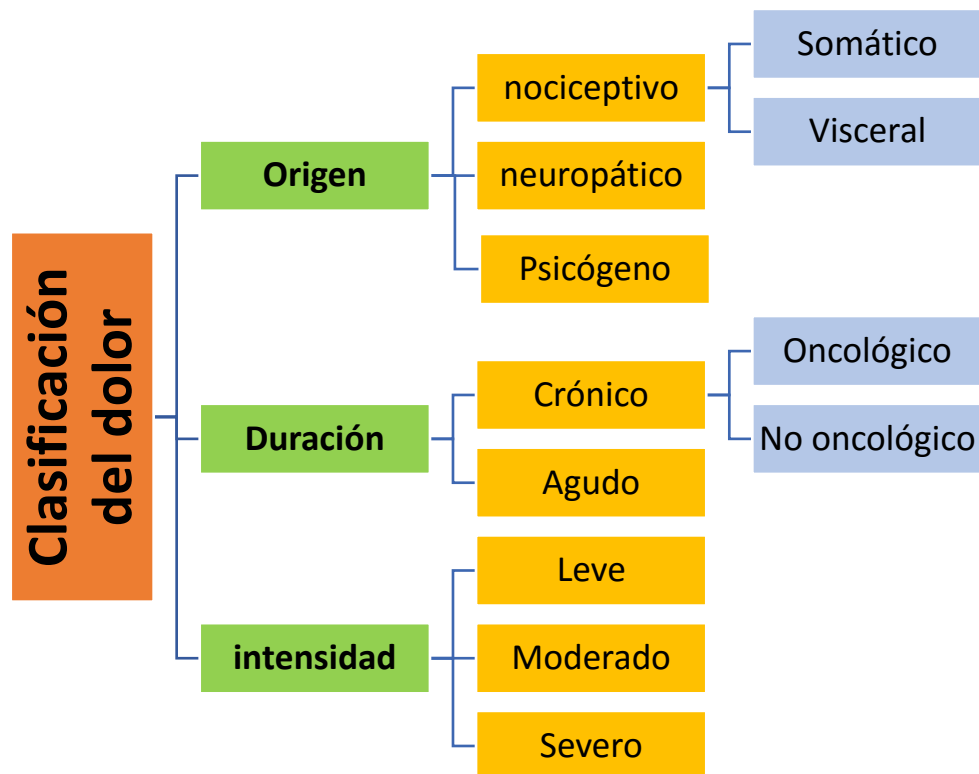 Clasificación
del dolor
Origen
nociceptivo
Somático
Visceral
neuropático
Psicógeno
Duración
Crónico
Oncológico
No oncológico
Agudo
intensidad
Leve
Moderado
Severo